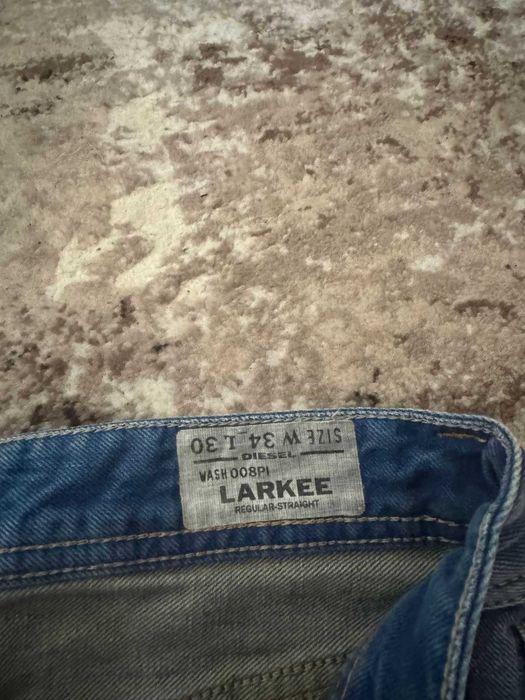 SIZE W 34 L 30
DIESEL
WASH 008PI
LARKEE
REGULAR-STRAIGHT